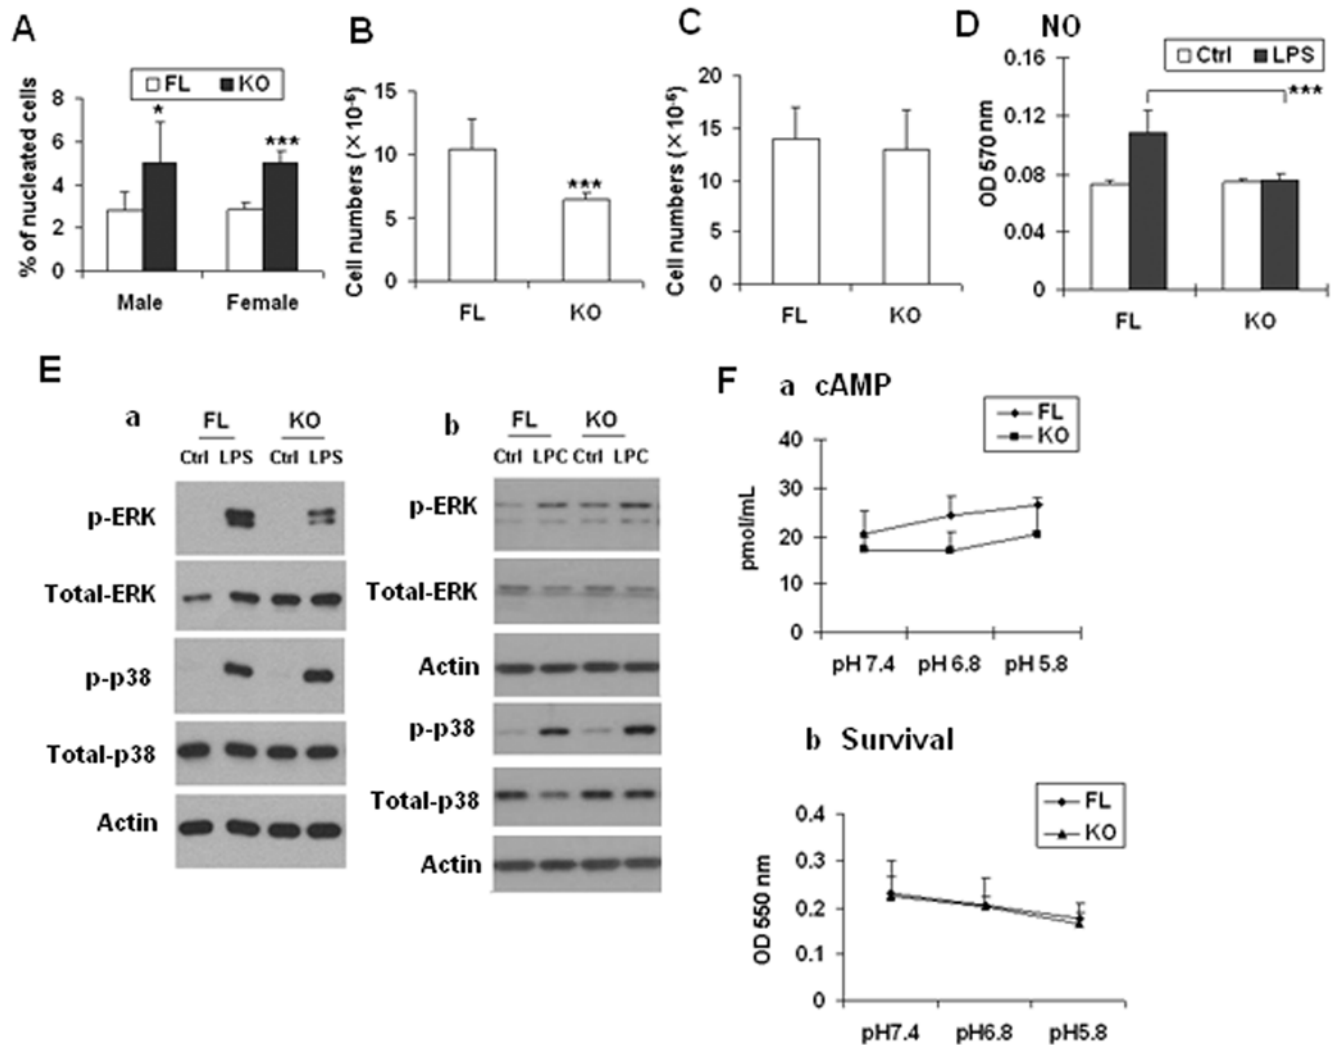 A
FL KO
% of nucleated cells
8
6
4
2
0
*
***
Male Female
B
Cell numbers (×10⁻⁶)
15
10
5
0
***
FL KO
C
Cell numbers (×10⁻⁶)
20
15
10
5
0
FL KO
D NO
Ctrl LPS
OD 570 nm
0.16
0.12
0.08
0.04
0
***
FL KO
E
a
FL KO
Ctrl LPS Ctrl LPS
p-ERK
Total-ERK
p-p38
Total-p38
Actin
b
FL KO
Ctrl LPC Ctrl LPC
p-ERK
Total-ERK
Actin
p-p38
Total-p38
Actin
F a cAMP
FL
KO
pmol/mL
40
30
20
10
0
pH 7.4 pH 6.8 pH 5.8
b Survival
FL
KO
OD 550 nm
0.4
0.3
0.2
0.1
0
pH7.4 pH6.8 pH5.8